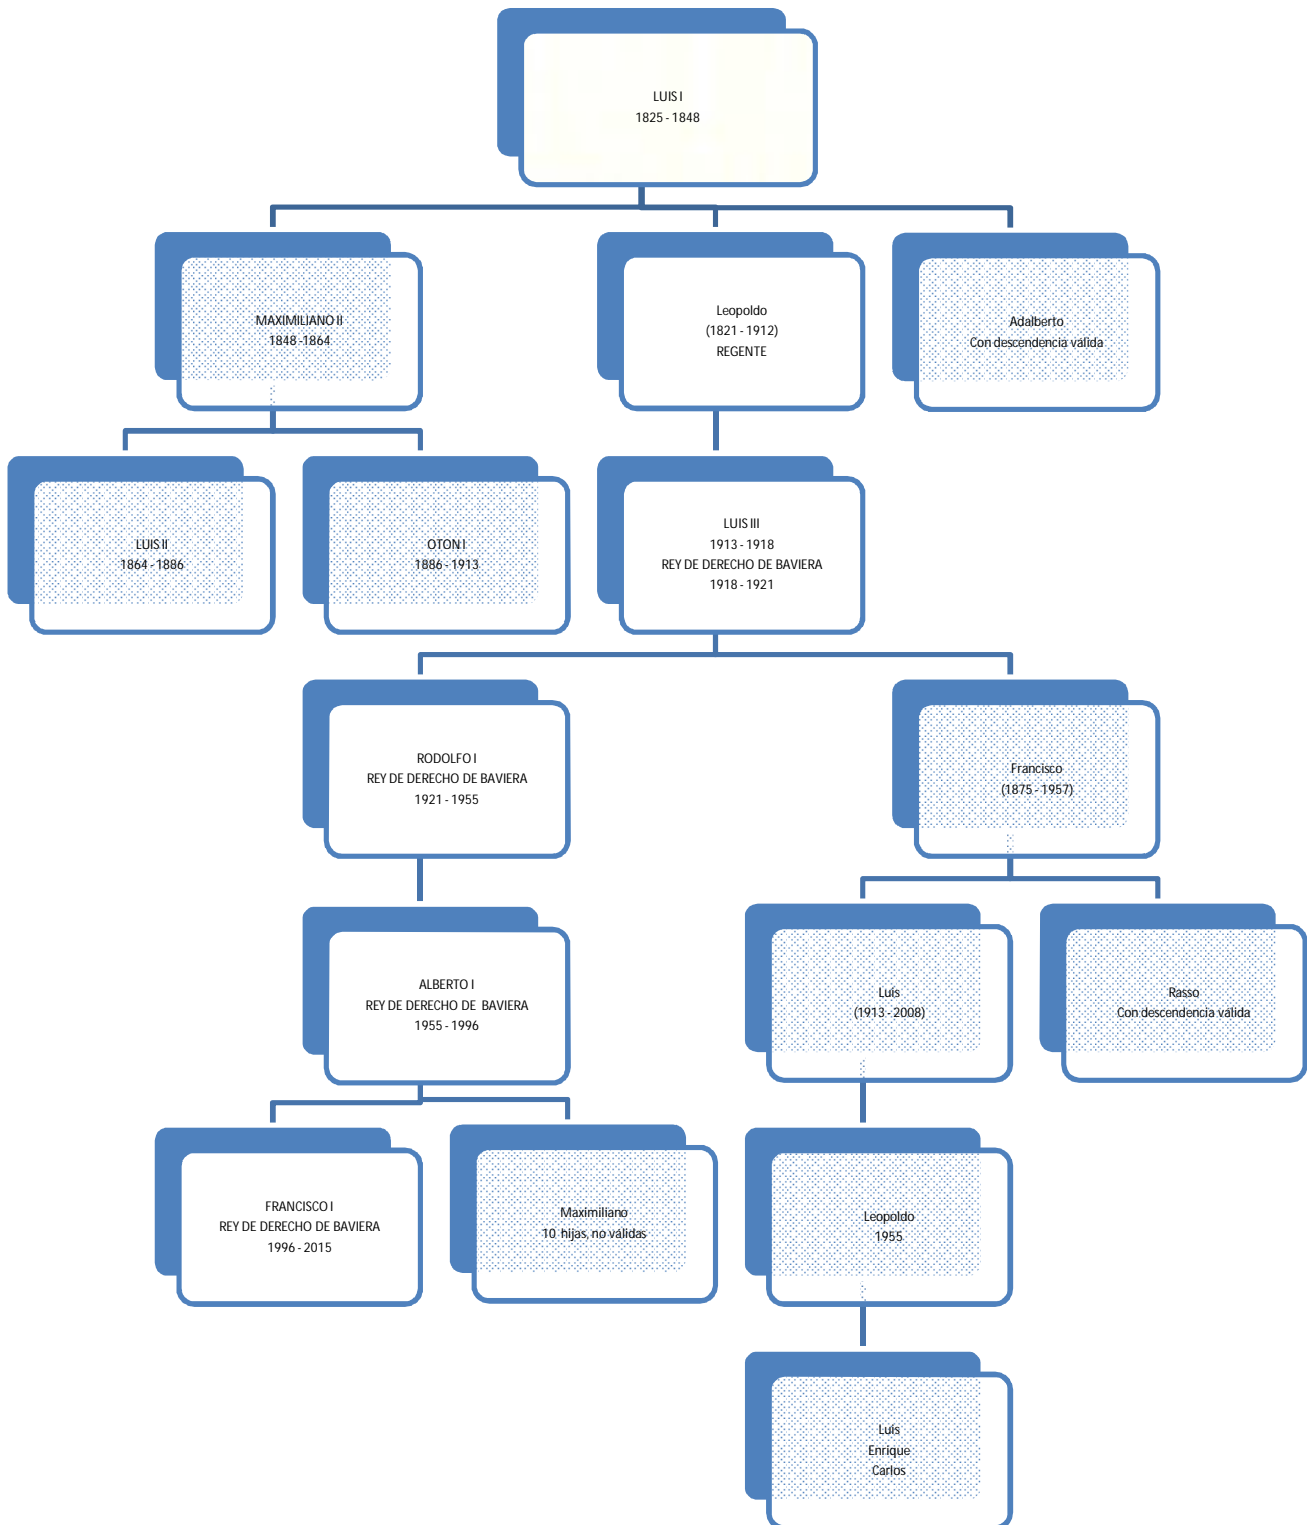 LUIS I
1825 - 1848
MAXIMILIANO II
1848 -1864
Leopoldo
(1821 - 1912)
REGENTE
Adalberto
Con descendencia válida
LUIS II
1864 - 1886
OTON I
1886 - 1913
LUIS III
1913 - 1918
REY DE DERECHO DE BAVIERA
1918 - 1921
RODOLFO I
REY DE DERECHO DE BAVIERA
1921 - 1955
Francisco
(1875 - 1957)
ALBERTO I
REY DE DERECHO DE BAVIERA
1955 - 1996
Luis
(1913 - 2008)
Rasso
Con descendencia válida
FRANCISCO I
REY DE DERECHO DE BAVIERA
1996 - 2015
Maximiliano
10 hijas, no válidas
Leopoldo
1955
Luis
Enrique
Carlos